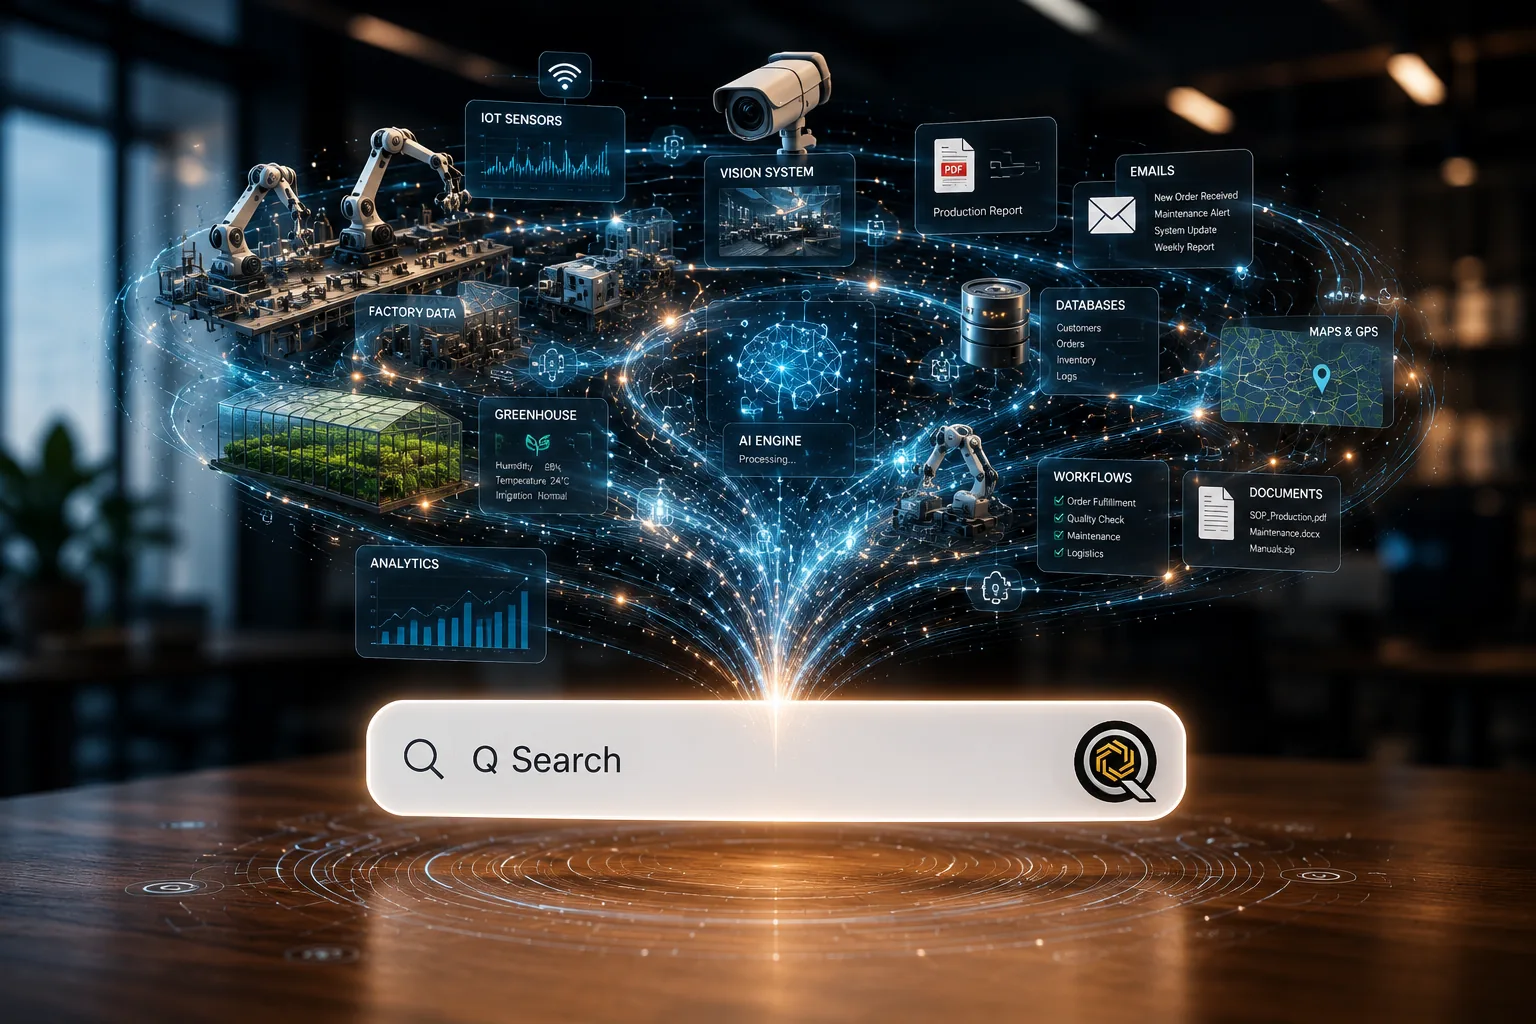 IOT SENSORS
VISION SYSTEM
PDF
Production Report
EMAILS
New Order Received
Maintenance Alert
System Update
Weekly Report
FACTORY DATA
DATABASES
Customers
Orders
Inventory
Logs
MAPS & GPS
GREENHOUSE
Humidity
Temperature 24°C
Irrigation Normal
AI ENGINE
Processing...
WORKFLOWS
Order Fulfillment
Quality Check
Maintenance
Logistics
DOCUMENTS
SOP_Production.pdf
Maintenance.docx
Manuals.zip
ANALYTICS
Q Search